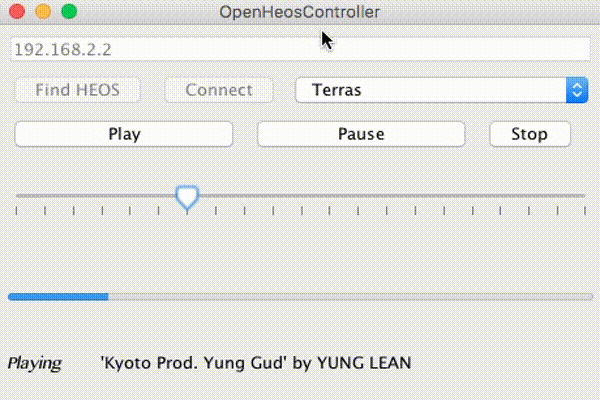 OpenHeosController
192.168.2.2
Find HEOS Connect Terras
Play Pause Stop
Playing 'Kyoto Prod. Yung Gud' by YUNG LEAN